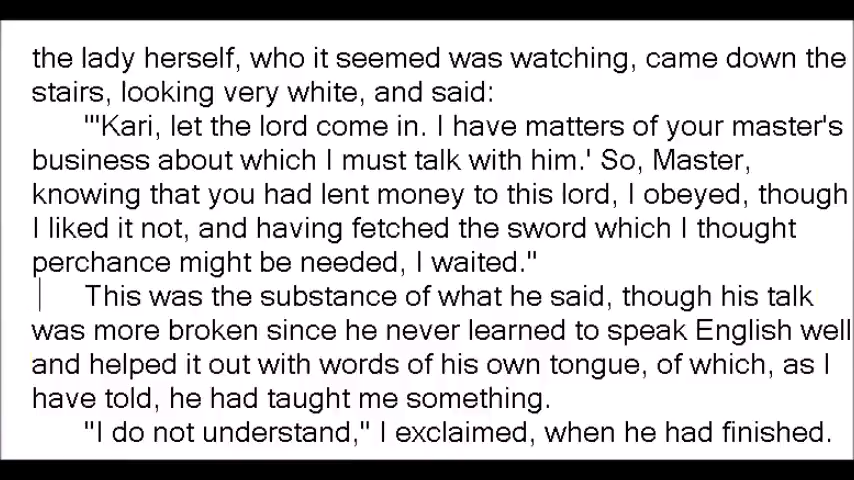 the lady herself, who it seemed was watching, came down the
stairs, looking very white, and said:
"'Kari, let the lord come in. I have matters of your master's
business about which I must talk with him.' So, Master,
knowing that you had lent money to this lord, I obeyed, though
I liked it not, and having fetched the sword which I thought
perchance might be needed, I waited."
This was the substance of what he said, though his talk
was more broken since he never learned to speak English well
and helped it out with words of his own tongue, of which, as I
have told, he had taught me something.
"I do not understand," I exclaimed, when he had finished.